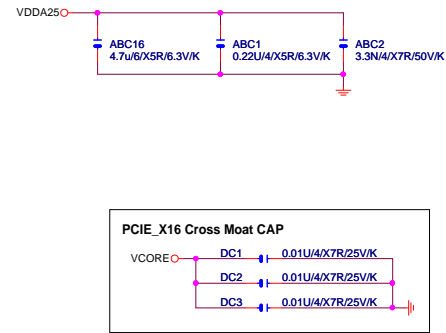 VDDA25
ABC16
4.7u/6/X5R/6.3V/K
ABC1
0.22U/4/X5R/6.3V/K
ABC2
3.3N/4/X7R/50V/K
PCIE_X16 Cross Moat CAP
VCORE
DC1 0.01U/4/X7R/25V/K
DC2 0.01U/4/X7R/25V/K
DC3 0.01U/4/X7R/25V/K